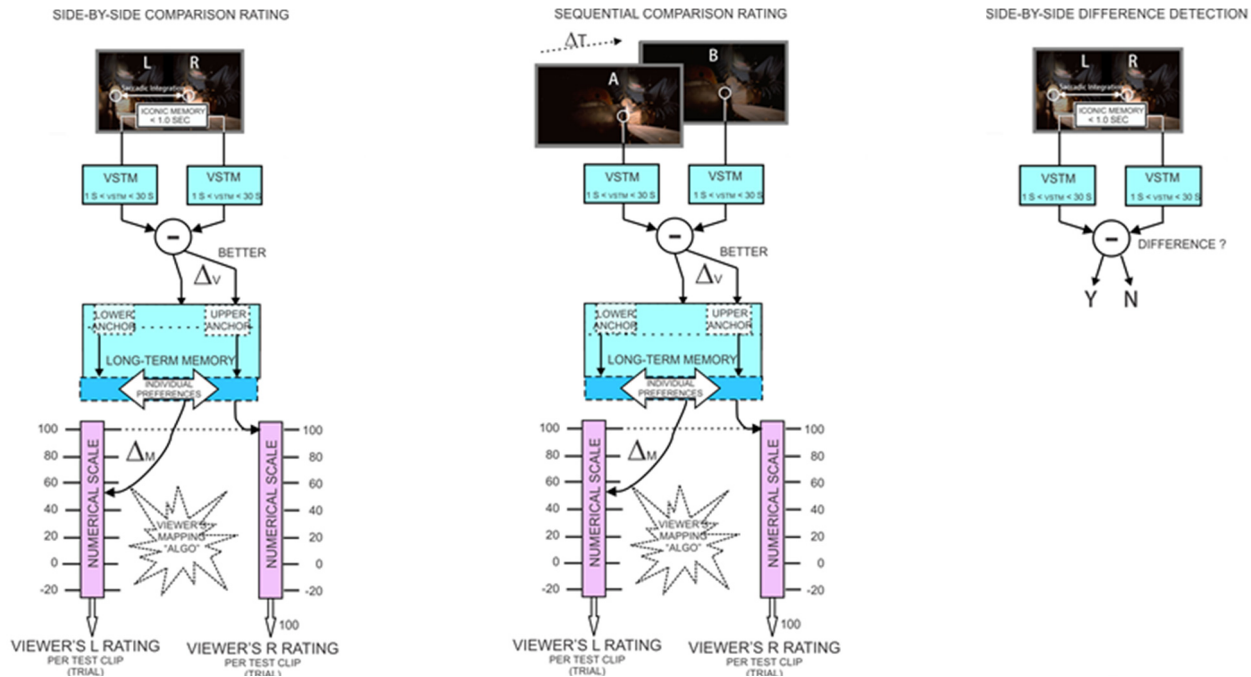 SIDE-BY-SIDE COMPARISON RATING
L R
Saccadic Integration
ICONIC MEMORY
< 1.0 SEC
VSTM
1 S < VSTM < 30 S
VSTM
1 S < VSTM < 30 S
−
BETTER
ΔV
LOWER
ANCHOR
UPPER
ANCHOR
LONG-TERM MEMORY
INDIVIDUAL
PREFERENCES
100
80
60
40
20
0
-20
NUMERICAL SCALE
ΔM
VIEWER'S
MAPPING
"ALGO"
NUMERICAL SCALE
100
80
60
40
20
0
-20
100
VIEWER'S L RATING
PER TEST CLIP
(TRIAL)
VIEWER'S R RATING
PER TEST CLIP
(TRIAL)
SEQUENTIAL COMPARISON RATING
ΔT
A
B
VSTM
1 S < VSTM < 30 S
VSTM
1 S < VSTM < 30 S
−
BETTER
ΔV
LOWER
ANCHOR
UPPER
ANCHOR
LONG-TERM MEMORY
INDIVIDUAL
PREFERENCES
100
80
60
40
20
0
-20
NUMERICAL SCALE
ΔM
VIEWER'S
MAPPING
"ALGO"
NUMERICAL SCALE
100
80
60
40
20
0
-20
100
VIEWER'S L RATING
PER TEST CLIP
(TRIAL)
VIEWER'S R RATING
PER TEST CLIP
(TRIAL)
SIDE-BY-SIDE DIFFERENCE DETECTION
L R
Saccadic Integration
ICONIC MEMORY
< 1.0 SEC
VSTM
1 S < VSTM < 30 S
VSTM
1 S < VSTM < 30 S
−
DIFFERENCE ?
Y N